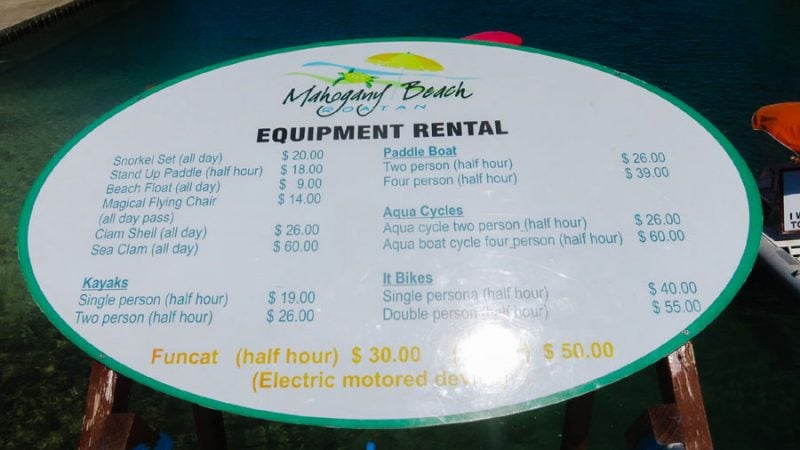 Mahogany Beach
ROATAN
EQUIPMENT RENTAL
Snorkel Set (all day) $ 20.00
Stand Up Paddle (half hour) $ 18.00
Beach Float (all day) $ 9.00
Magical Flying Chair $ 14.00
(all day pass)
Clam Shell (all day) $ 26.00
Sea Clam (all day) $ 60.00
Kayaks
Single person (half hour) $ 19.00
Two person (half hour) $ 26.00
Paddle Boat
Two person (half hour) $ 26.00
Four person (half hour) $ 39.00
Aqua Cycles
Aqua cycle two person (half hour) $ 26.00
Aqua boat cycle four person (half hour) $ 60.00
It Bikes
Single persona (half hour) $ 40.00
Double person (half hour) $ 55.00
Funcat (half hour) $ 30.00 $ 50.00
(Electric motored